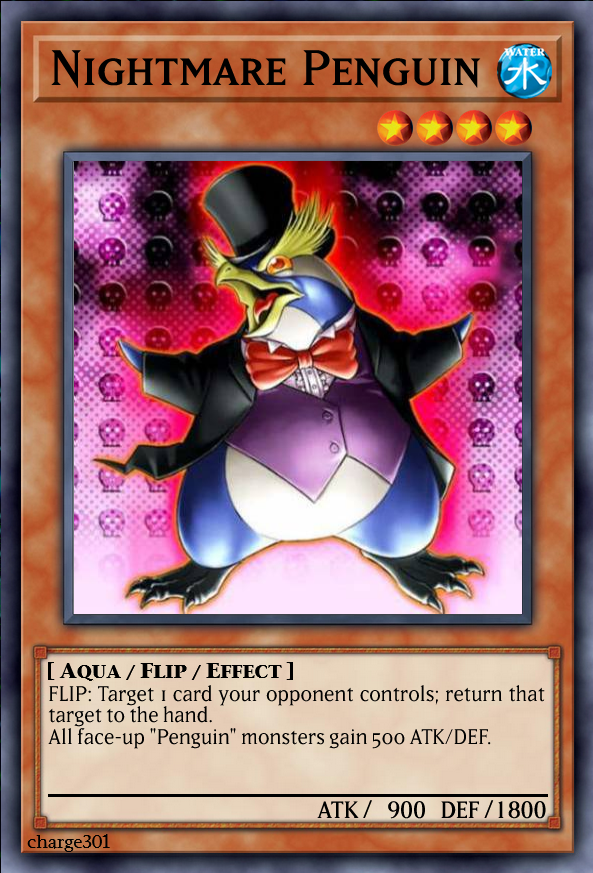 Nightmare Penguin
WATER
水
[ Aqua / Flip / Effect ]
FLIP: Target 1 card your opponent controls; return that
target to the hand.
All face-up "Penguin" monsters gain 500 ATK/DEF.
ATK / 900 DEF /1800
charge301